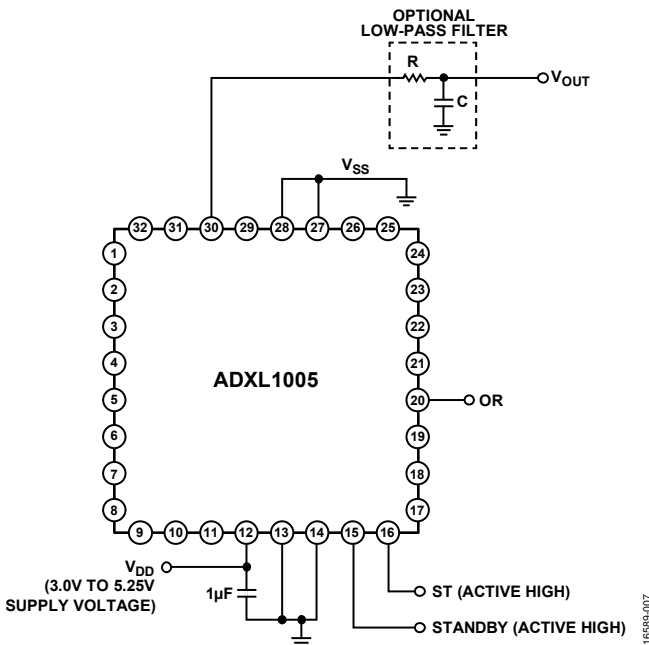 OPTIONAL
LOW-PASS FILTER
R
C
VOUT
VSS
32 31 30 29 28 27 26 25
1
2
3
4
5
6
7
8
24
23
22
21
20
19
18
17
ADXL1005
OR
9 10 11 12 13 14 15 16
VDD
(3.0V TO 5.25V
SUPPLY VOLTAGE)
1µF
ST (ACTIVE HIGH)
STANDBY (ACTIVE HIGH)
16589-007